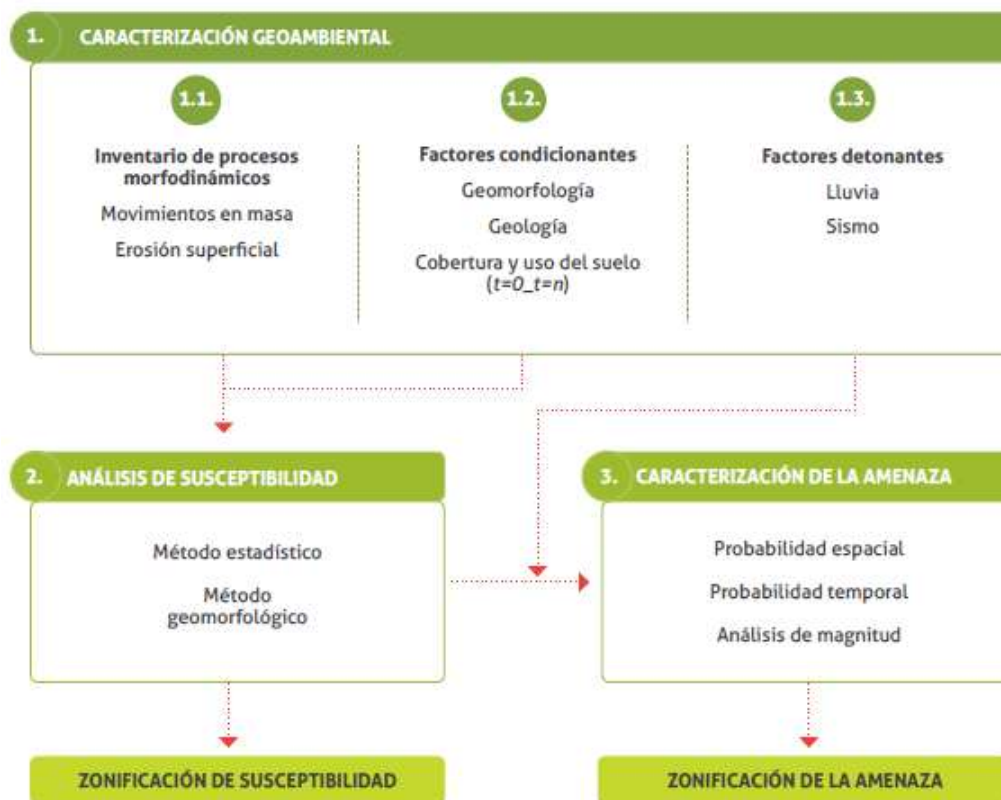 1. CARACTERIZACIÓN GEOAMBIENTAL
1.1.
Inventario de procesos
morfodinámicos
Movimientos en masa
Erosión superficial
1.2.
Factores condicionantes
Geomorfología
Geología
Cobertura y uso del suelo
(t=0_t=n)
1.3.
Factores detonantes
Lluvia
Sismo
2. ANÁLISIS DE SUSCEPTIBILIDAD
Método estadístico
Método
geomorfológico
3. CARACTERIZACIÓN DE LA AMENAZA
Probabilidad espacial
Probabilidad temporal
Análisis de magnitud
ZONIFICACIÓN DE SUSCEPTIBILIDAD
ZONIFICACIÓN DE LA AMENAZA